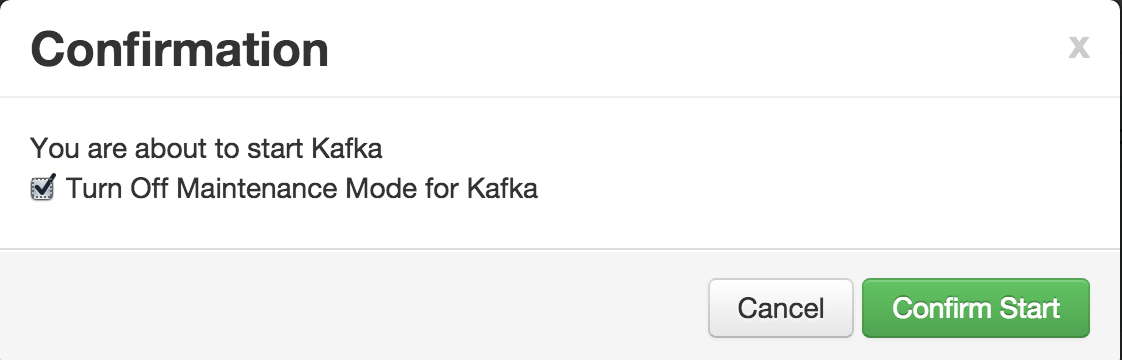 Confirmation
x
You are about to start Kafka
Turn Off Maintenance Mode for Kafka
Cancel
Confirm Start